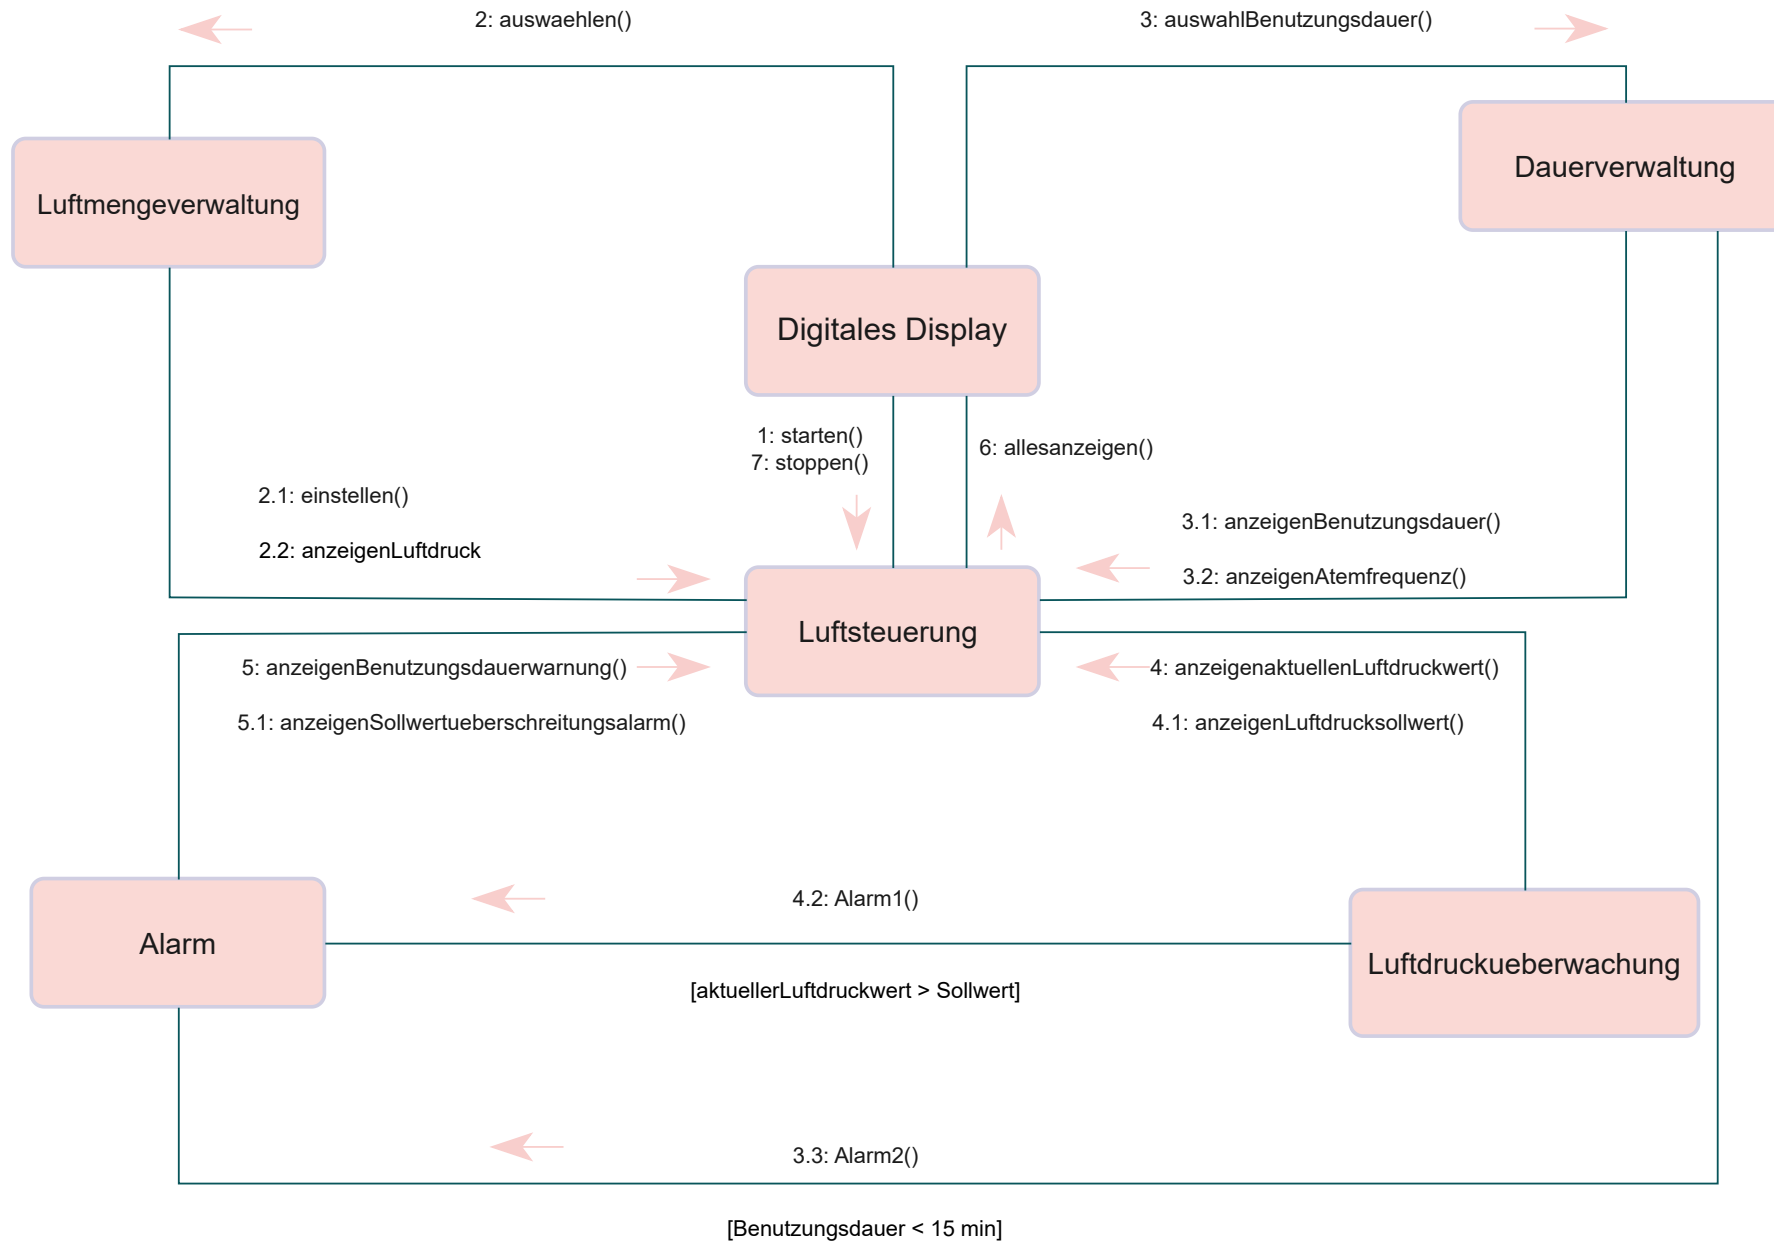 2: auswaehlen()
3: auswahlBenutzungsdauer()
Luftmengeverwaltung
Dauerverwaltung
Digitales Display
1: starten()
7: stoppen()
6: allesanzeigen()
2.1: einstellen()
2.2: anzeigenLuftdruck
3.1: anzeigenBenutzungsdauer()
3.2: anzeigenAtemfrequenz()
Luftsteuerung
5: anzeigenBenutzungsdauerwarnung()
5.1: anzeigenSollwertueberschreitungsalarm()
4: anzeigenaktuellenLuftdruckwert()
4.1: anzeigenLuftdrucksollwert()
4.2: Alarm1()
Alarm
Luftdruckueberwachung
[aktuellerLuftdruckwert > Sollwert]
3.3: Alarm2()
[Benutzungsdauer < 15 min]